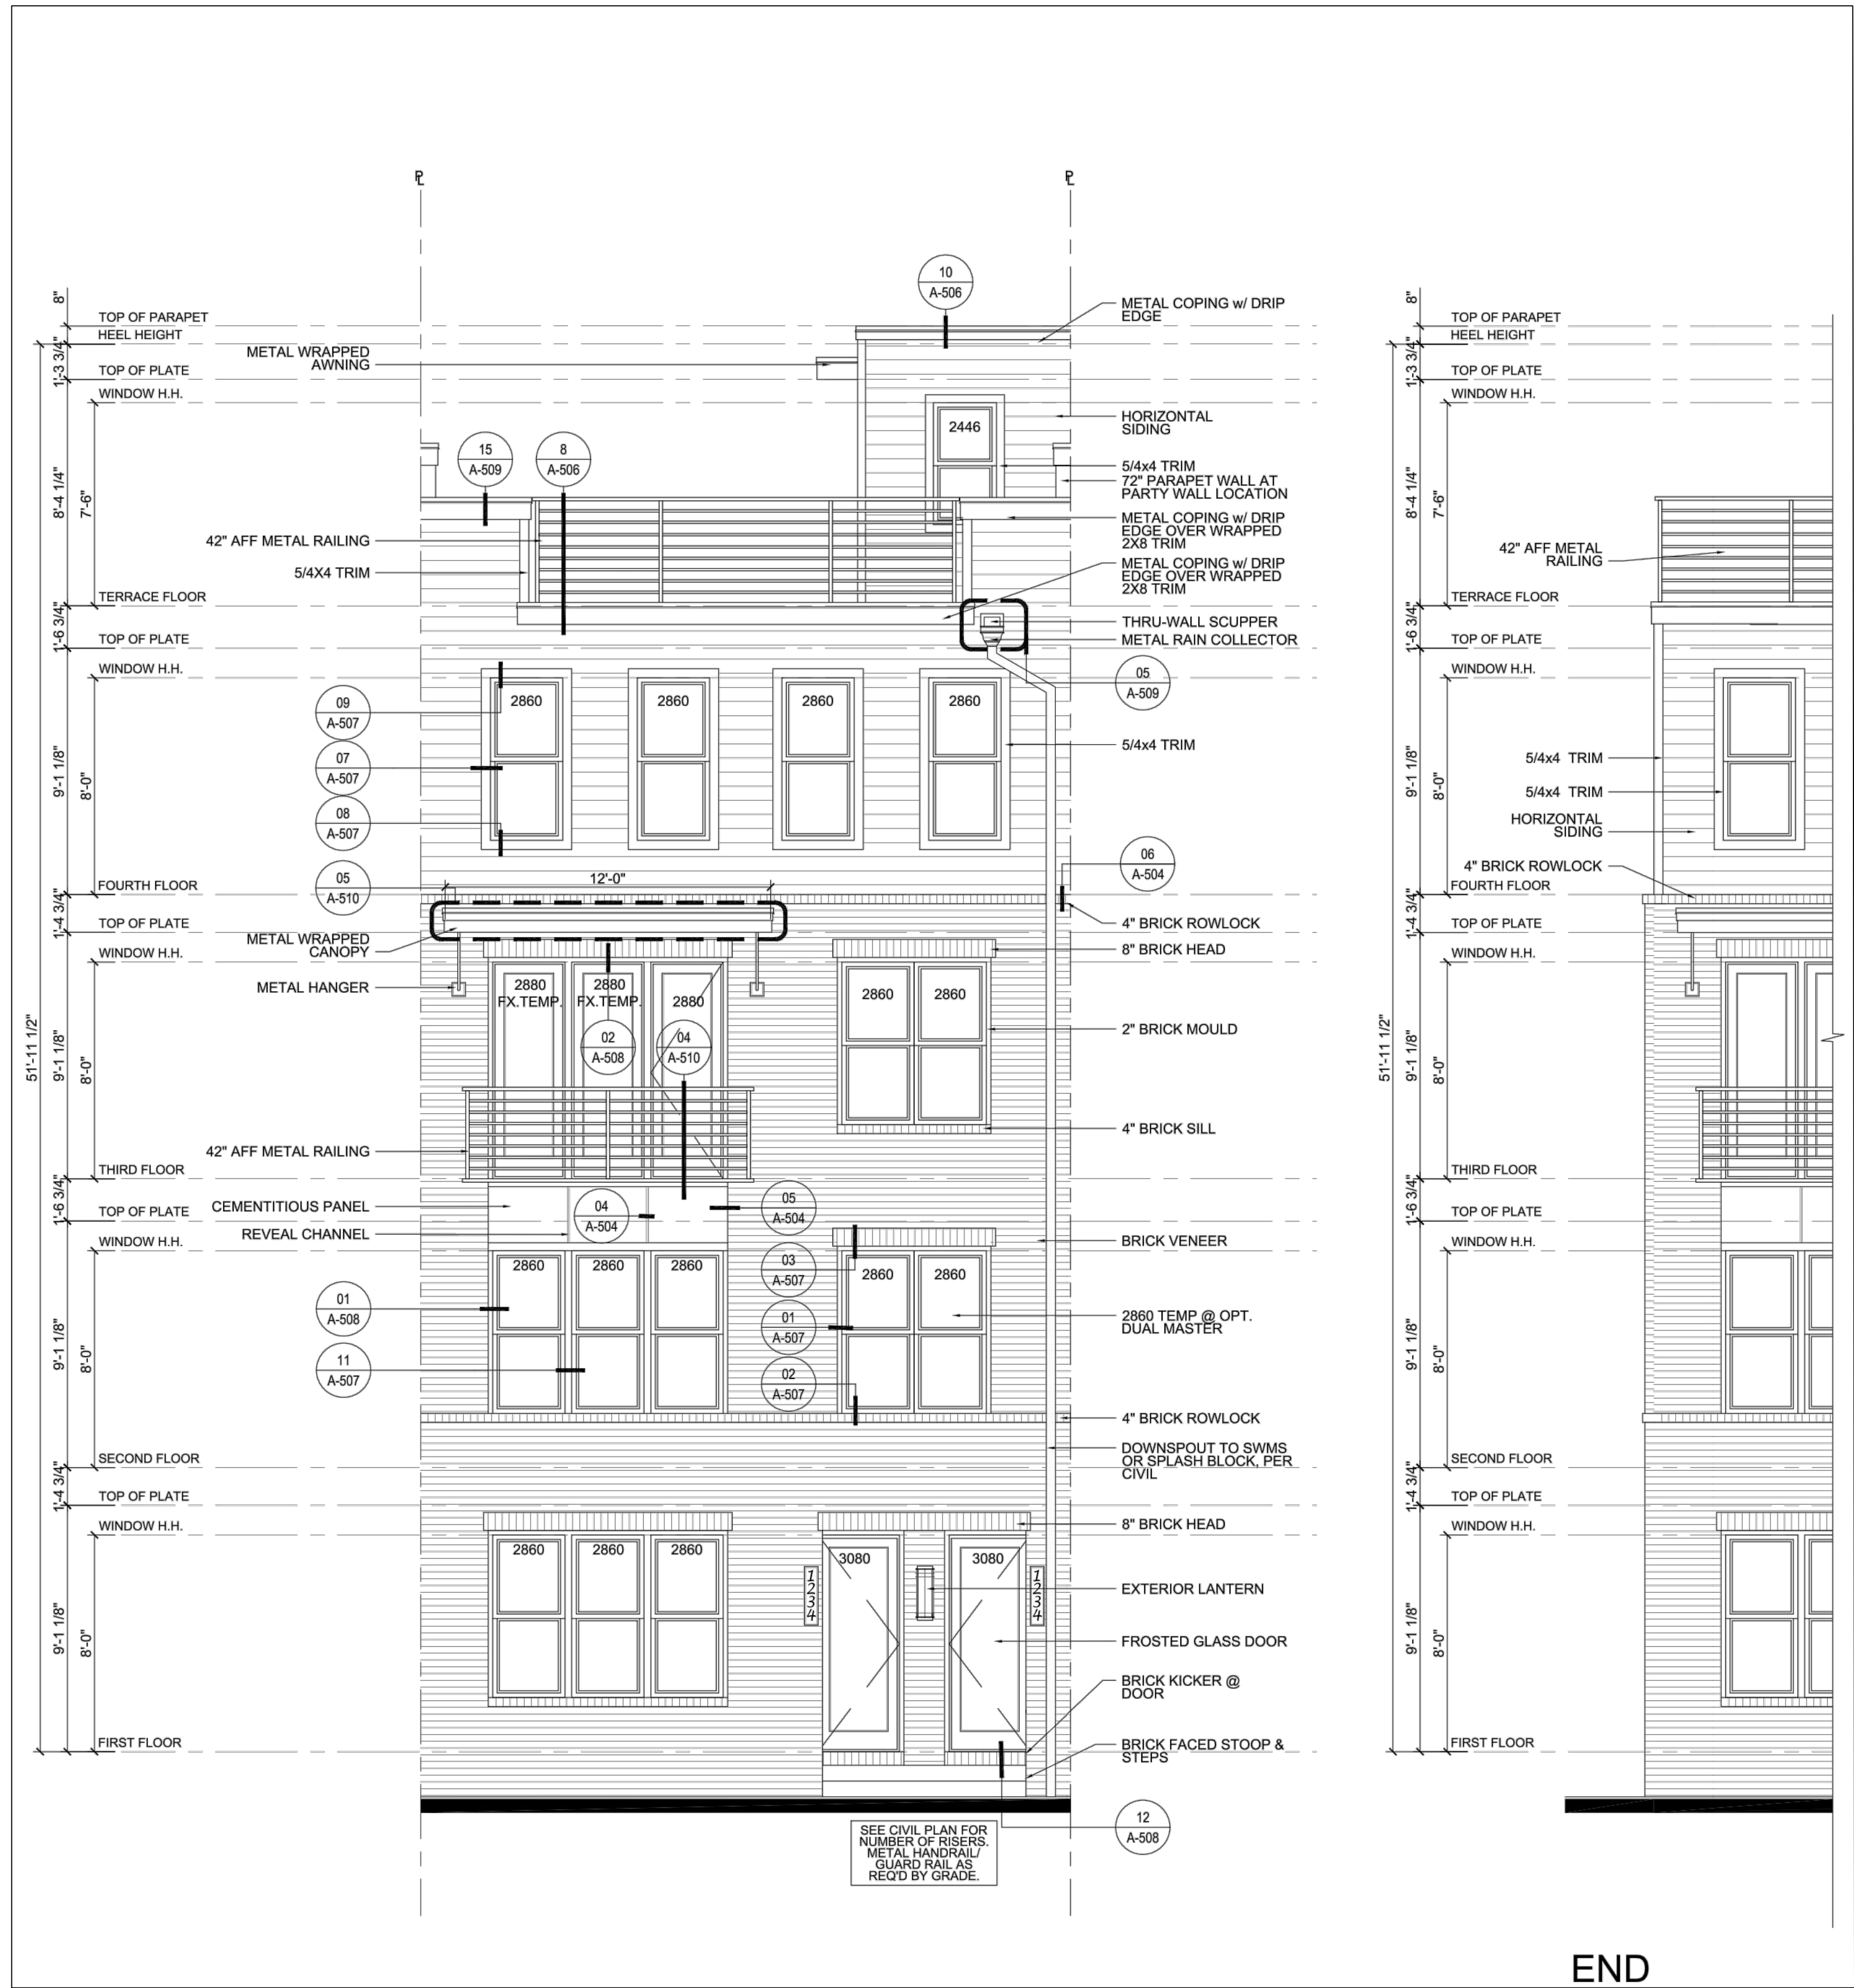 PL
PL
10
A-506
8"
TOP OF PARAPET
HEEL HEIGHT
1'-3 3/4"
TOP OF PLATE
WINDOW H.H.
8'-4 1/4"
7'-6"
TERRACE FLOOR
1'-6 3/4"
TOP OF PLATE
WINDOW H.H.
9'-1 1/8"
8'-0"
FOURTH FLOOR
1'-4 3/4"
TOP OF PLATE
WINDOW H.H.
51'-11 1/2"
9'-1 1/8"
8'-0"
THIRD FLOOR
1'-6 3/4"
TOP OF PLATE
WINDOW H.H.
9'-1 1/8"
8'-0"
SECOND FLOOR
1'-4 3/4"
TOP OF PLATE
WINDOW H.H.
9'-1 1/8"
8'-0"
FIRST FLOOR
METAL WRAPPED
AWNING
15
A-509
8
A-506
42" AFF METAL RAILING
5/4X4 TRIM
09
A-507
07
A-507
08
A-507
05
A-510
12'-0"
METAL WRAPPED
CANOPY
METAL HANGER
42" AFF METAL RAILING
CEMENTITIOUS PANEL
REVEAL CHANNEL
01
A-508
11
A-507
2446
2860
2860
2860
2860
2880
FX.TEMP.
2880
FX.TEMP.
2880
2860
2860
02
A-508
04
A-510
04
A-504
05
A-504
2860
2860
2860
03
A-507
2860
2860
01
A-507
02
A-507
2860
2860
2860
3080
3080
1
2
3
4
1
2
3
4
METAL COPING w/ DRIP
EDGE
HORIZONTAL
SIDING
5/4x4 TRIM
72" PARAPET WALL AT
PARTY WALL LOCATION
METAL COPING w/ DRIP
EDGE OVER WRAPPED
2X8 TRIM
METAL COPING w/ DRIP
EDGE OVER WRAPPED
2X8 TRIM
THRU-WALL SCUPPER
METAL RAIN COLLECTOR
05
A-509
5/4x4 TRIM
06
A-504
4" BRICK ROWLOCK
8" BRICK HEAD
2" BRICK MOULD
4" BRICK SILL
BRICK VENEER
2860 TEMP @ OPT.
DUAL MASTER
4" BRICK ROWLOCK
DOWNSPOUT TO SWMS
OR SPLASH BLOCK, PER
CIVIL
8" BRICK HEAD
EXTERIOR LANTERN
FROSTED GLASS DOOR
BRICK KICKER @
DOOR
BRICK FACED STOOP &
STEPS
12
A-508
SEE CIVIL PLAN FOR
NUMBER OF RISERS.
METAL HANDRAIL/
GUARD RAIL AS
REQ'D BY GRADE.
8"
TOP OF PARAPET
HEEL HEIGHT
1'-3 3/4"
TOP OF PLATE
WINDOW H.H.
8'-4 1/4"
7'-6"
42" AFF METAL
RAILING
TERRACE FLOOR
1'-6 3/4"
TOP OF PLATE
WINDOW H.H.
9'-1 1/8"
8'-0"
5/4x4 TRIM
5/4x4 TRIM
HORIZONTAL
SIDING
4" BRICK ROWLOCK
FOURTH FLOOR
1'-4 3/4"
TOP OF PLATE
WINDOW H.H.
51'-11 1/2"
9'-1 1/8"
8'-0"
THIRD FLOOR
1'-6 3/4"
TOP OF PLATE
WINDOW H.H.
9'-1 1/8"
8'-0"
SECOND FLOOR
1'-4 3/4"
TOP OF PLATE
WINDOW H.H.
9'-1 1/8"
8'-0"
FIRST FLOOR
END